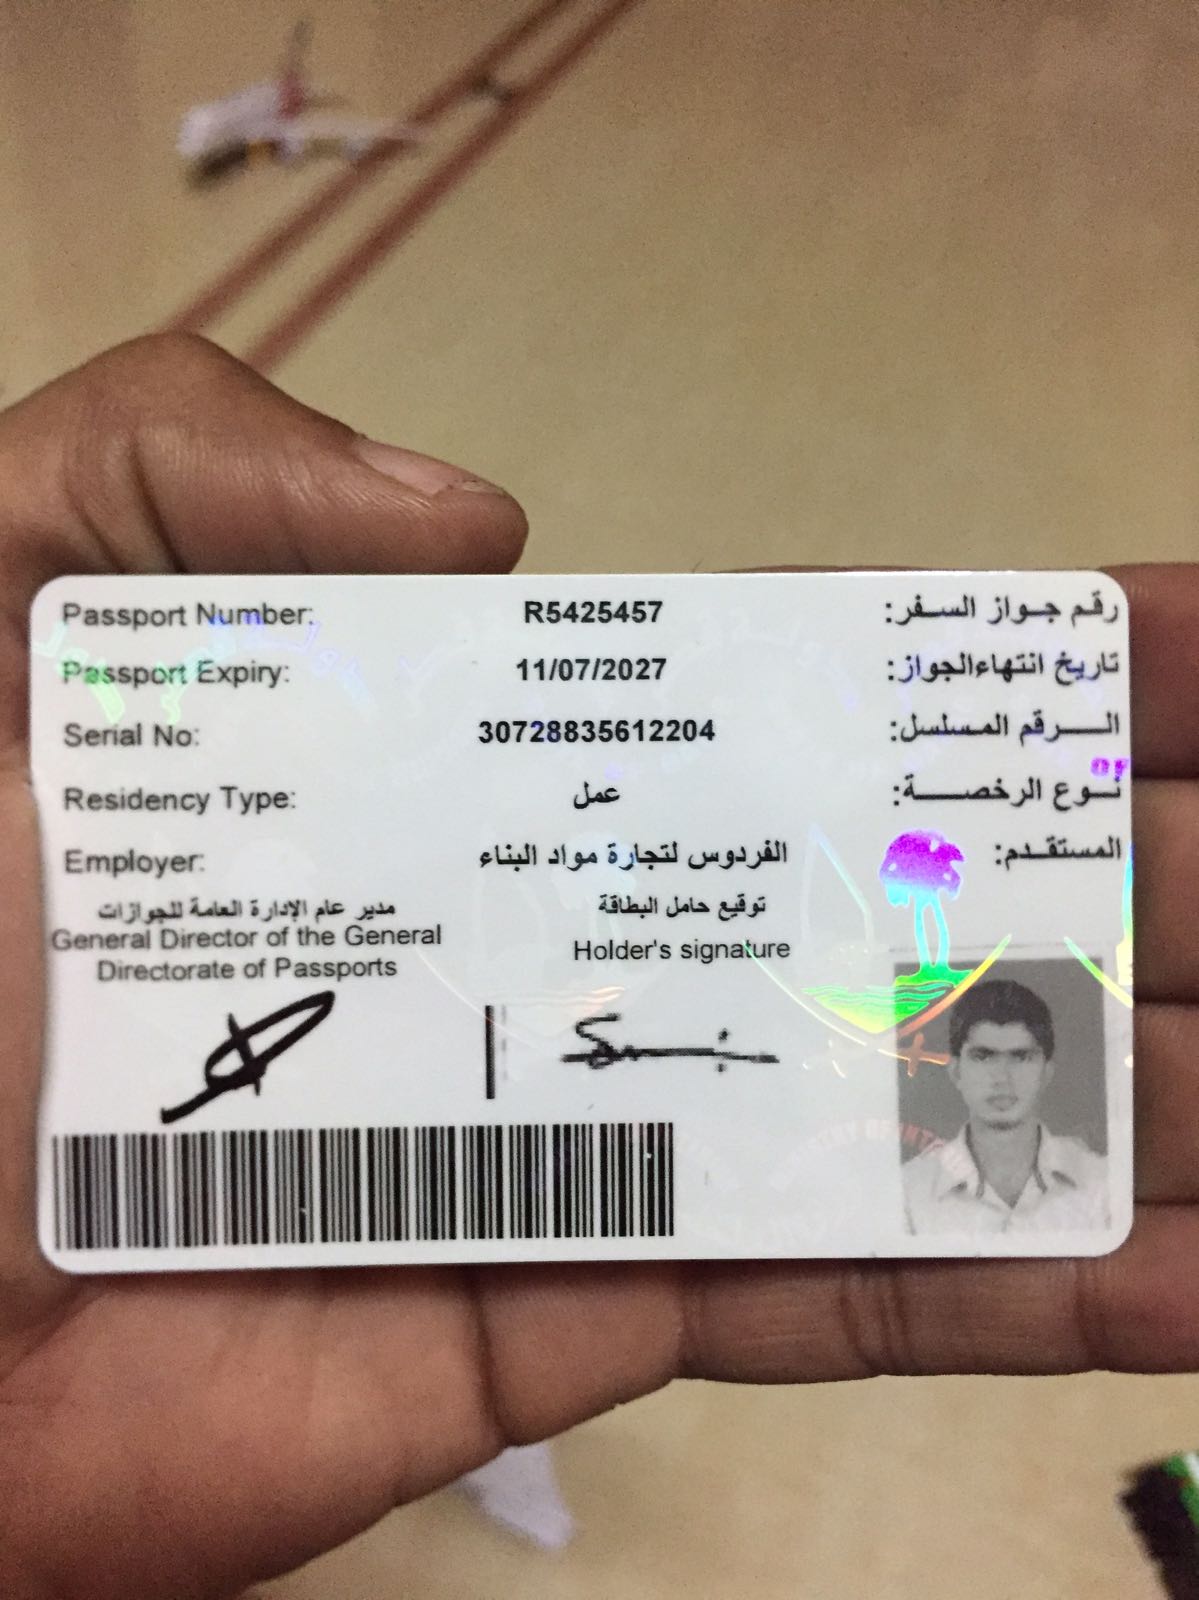 Passport Number: R5425457 رقم جواز السفر:
Passport Expiry: 11/07/2027 تاريخ انتهاءالجواز:
Serial No: 30728835612204 الرقم المسلسل:
Residency Type: عمل نوع الرخصة:
Employer: الفردوس لتجارة مواد البناء المستقدم:
مدير عام الإدارة العامة للجوازات
General Director of the General
Directorate of Passports
توقيع حامل البطاقة
Holder's signature